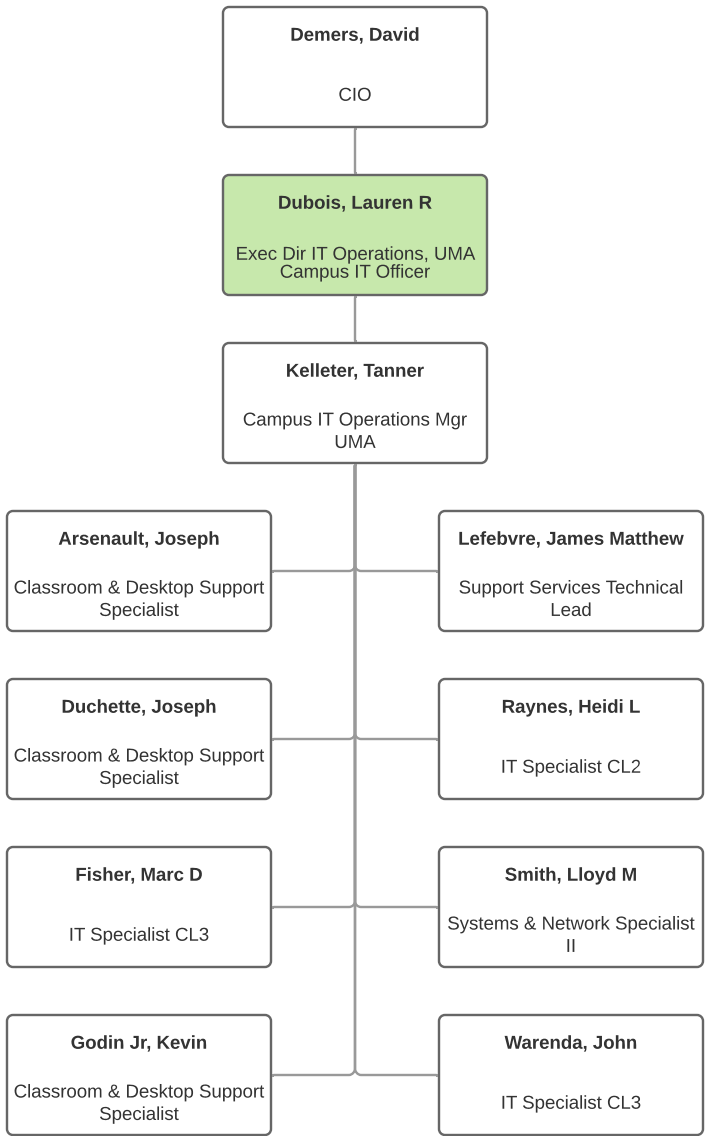 Demers, David
CIO
Dubois, Lauren R
Exec Dir IT Operations, UMA
Campus IT Officer
Kelleter, Tanner
Campus IT Operations Mgr
UMA
Arsenault, Joseph
Classroom & Desktop Support
Specialist
Lefebvre, James Matthew
Support Services Technical
Lead
Duchette, Joseph
Classroom & Desktop Support
Specialist
Raynes, Heidi L
IT Specialist CL2
Fisher, Marc D
IT Specialist CL3
Smith, Lloyd M
Systems & Network Specialist
II
Godin Jr, Kevin
Classroom & Desktop Support
Specialist
Warenda, John
IT Specialist CL3